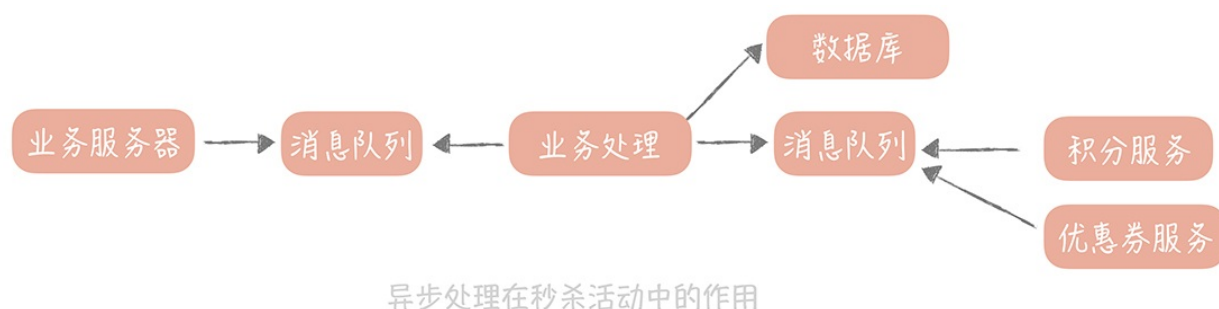 数据库
业务服务器
消息队列
业务处理
消息队列
积分服务
优惠券服务
异步处理在秒杀活动中的作用